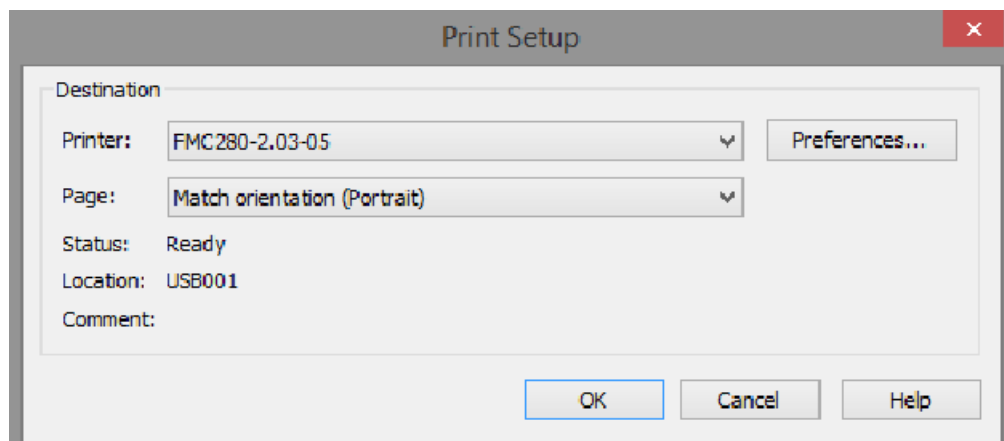 Print Setup
Destination
Printer: FMC280-2.03-05 Preferences...
Page: Match orientation (Portrait)
Status: Ready
Location: USB001
Comment:
OK Cancel Help